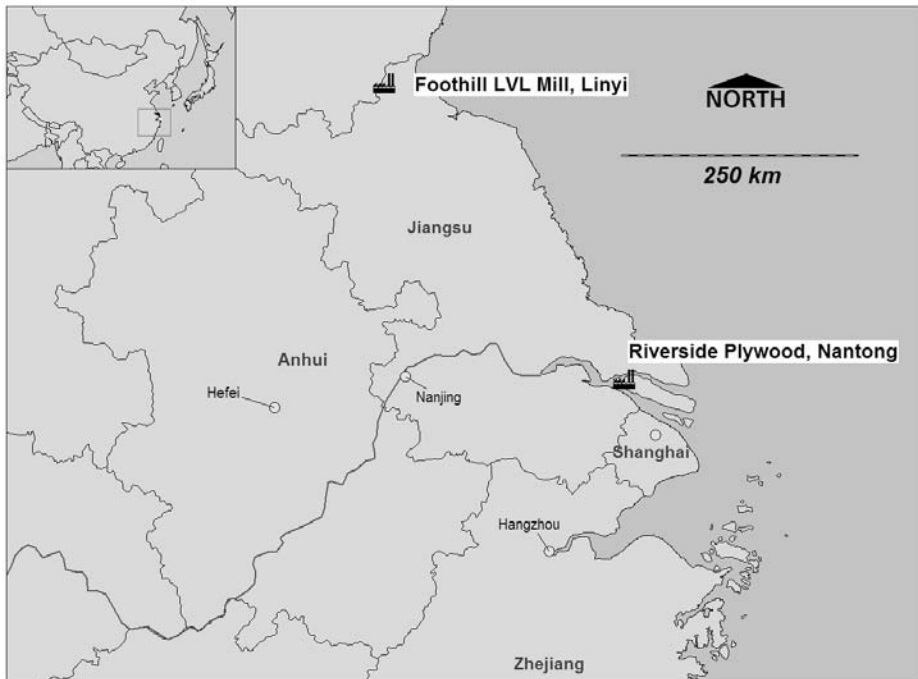 Foothill LVL Mill, Linyi
NORTH
250 km
Jiangsu
Riverside Plywood, Nantong
Anhui
Hefei
Nanjing
Shanghai
Hangzhou
Zhejiang